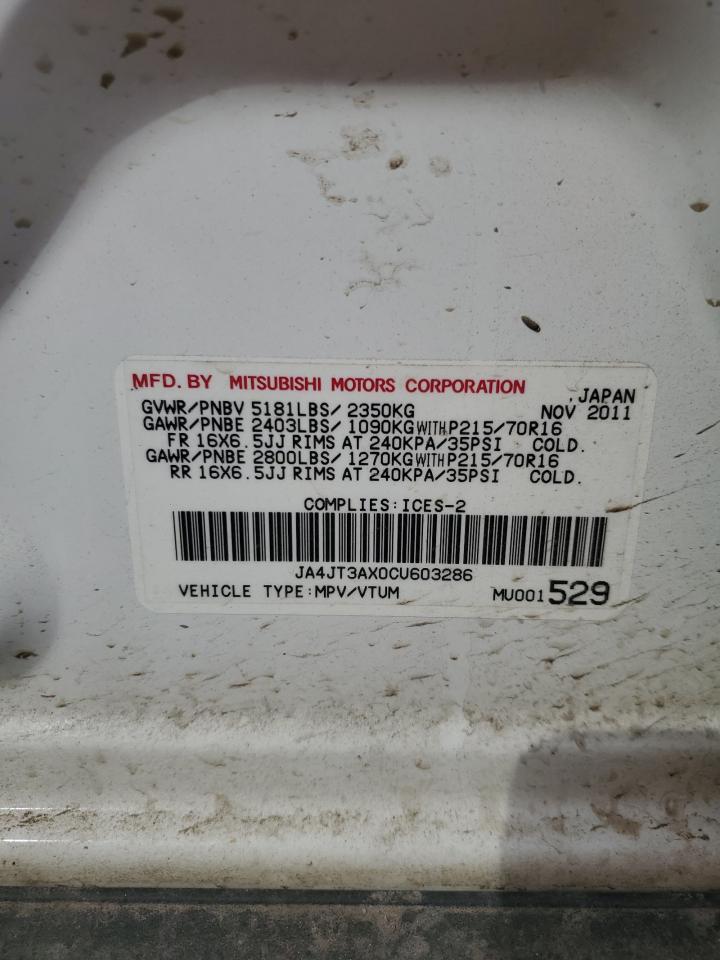 MFD. BY MITSUBISHI MOTORS CORPORATION
, JAPAN
GVWR/PNBV 5181LBS/ 2350KG NOV 2011
GAWR/PNBE 2403LBS/ 1090KG WITH P215/70R16
FR 16X6.5JJ RIMS AT 240KPA/35PSI COLD.
GAWR/PNBE 2800LBS/ 1270KG WITH P215/70R16
RR 16X6.5JJ RIMS AT 240KPA/35PSI COLD.
COMPLIES:ICES-2
JA4JT3AX0CU603286
VEHICLE TYPE:MPV/VTUM MU001 529